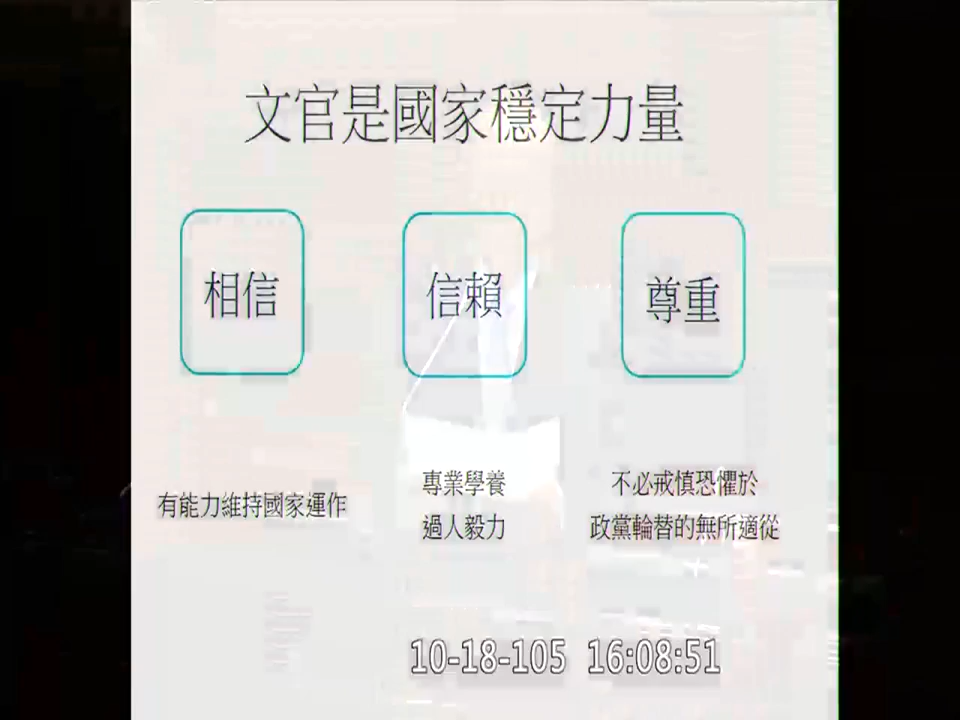 文官是國家穩定力量
相信
信賴
尊重
有能力維持國家運作
專業學養
過人毅力
不必戒慎恐懼於
政黨輪替的無所適從
10-18-105 16:08:51